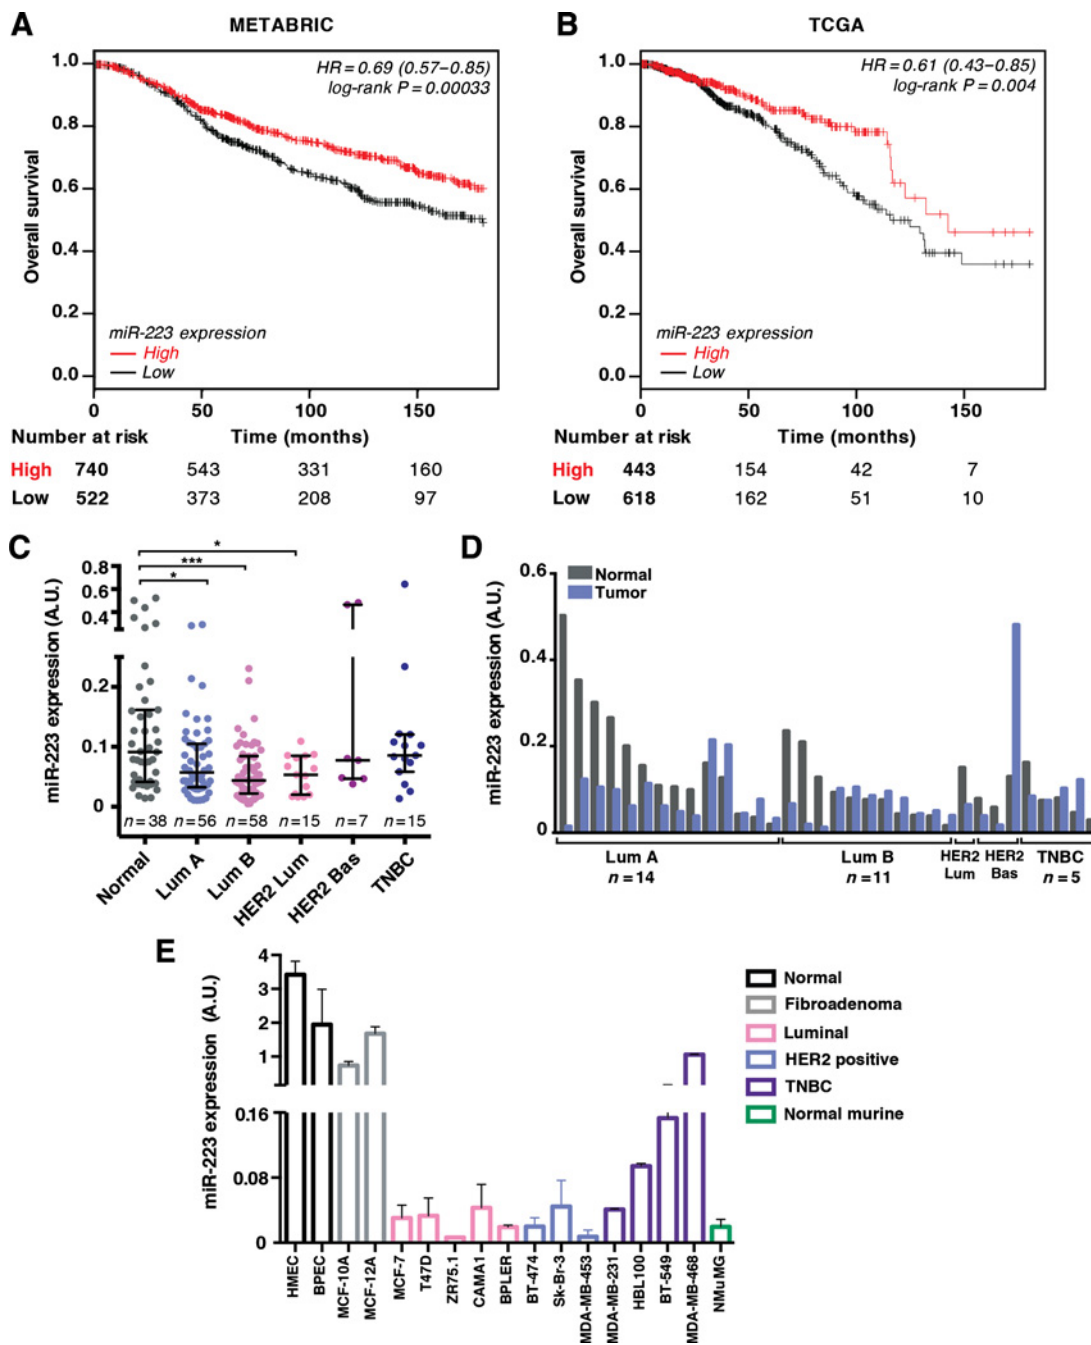 A
METABRIC
HR = 0.69 (0.57–0.85)
log-rank P = 0.00033
Overall survival
1.0
0.8
0.6
0.4
0.2
0.0
miR-223 expression
High
Low
0
50
100
150
Number at risk
Time (months)
High 740 543 331 160
Low 522 373 208 97
B
TCGA
HR = 0.61 (0.43–0.85)
log-rank P = 0.004
Overall survival
1.0
0.8
0.6
0.4
0.2
0.0
miR-223 expression
High
Low
0
50
100
150
Number at risk
Time (months)
High 443 154 42 7
Low 618 162 51 10
C
miR-223 expression (A.U.)
0.8
0.6
0.4
0.2
0.1
0
*
***
*
n = 38
n = 56
n = 58
n = 15
n = 7
n = 15
Normal
Lum A
Lum B
HER2 Lum
HER2 Bas
TNBC
D
miR-223 expression (A.U.)
0.6
0.4
0.2
0
Normal
Tumor
Lum A
n = 14
Lum B
n = 11
HER2
Lum
HER2
Bas
TNBC
n = 5
E
miR-223 expression (A.U.)
4
3
2
1
0.16
0.08
0
HMEC
BPEC
MCF-10A
MCF-12A
MCF-7
T47D
ZR75.1
CAMA1
BPLER
BT-474
Sk-Br-3
MDA-MB-453
MDA-MB-231
HBL100
BT-549
MDA-MB-468
NMuMG
Normal
Fibroadenoma
Luminal
HER2 positive
TNBC
Normal murine